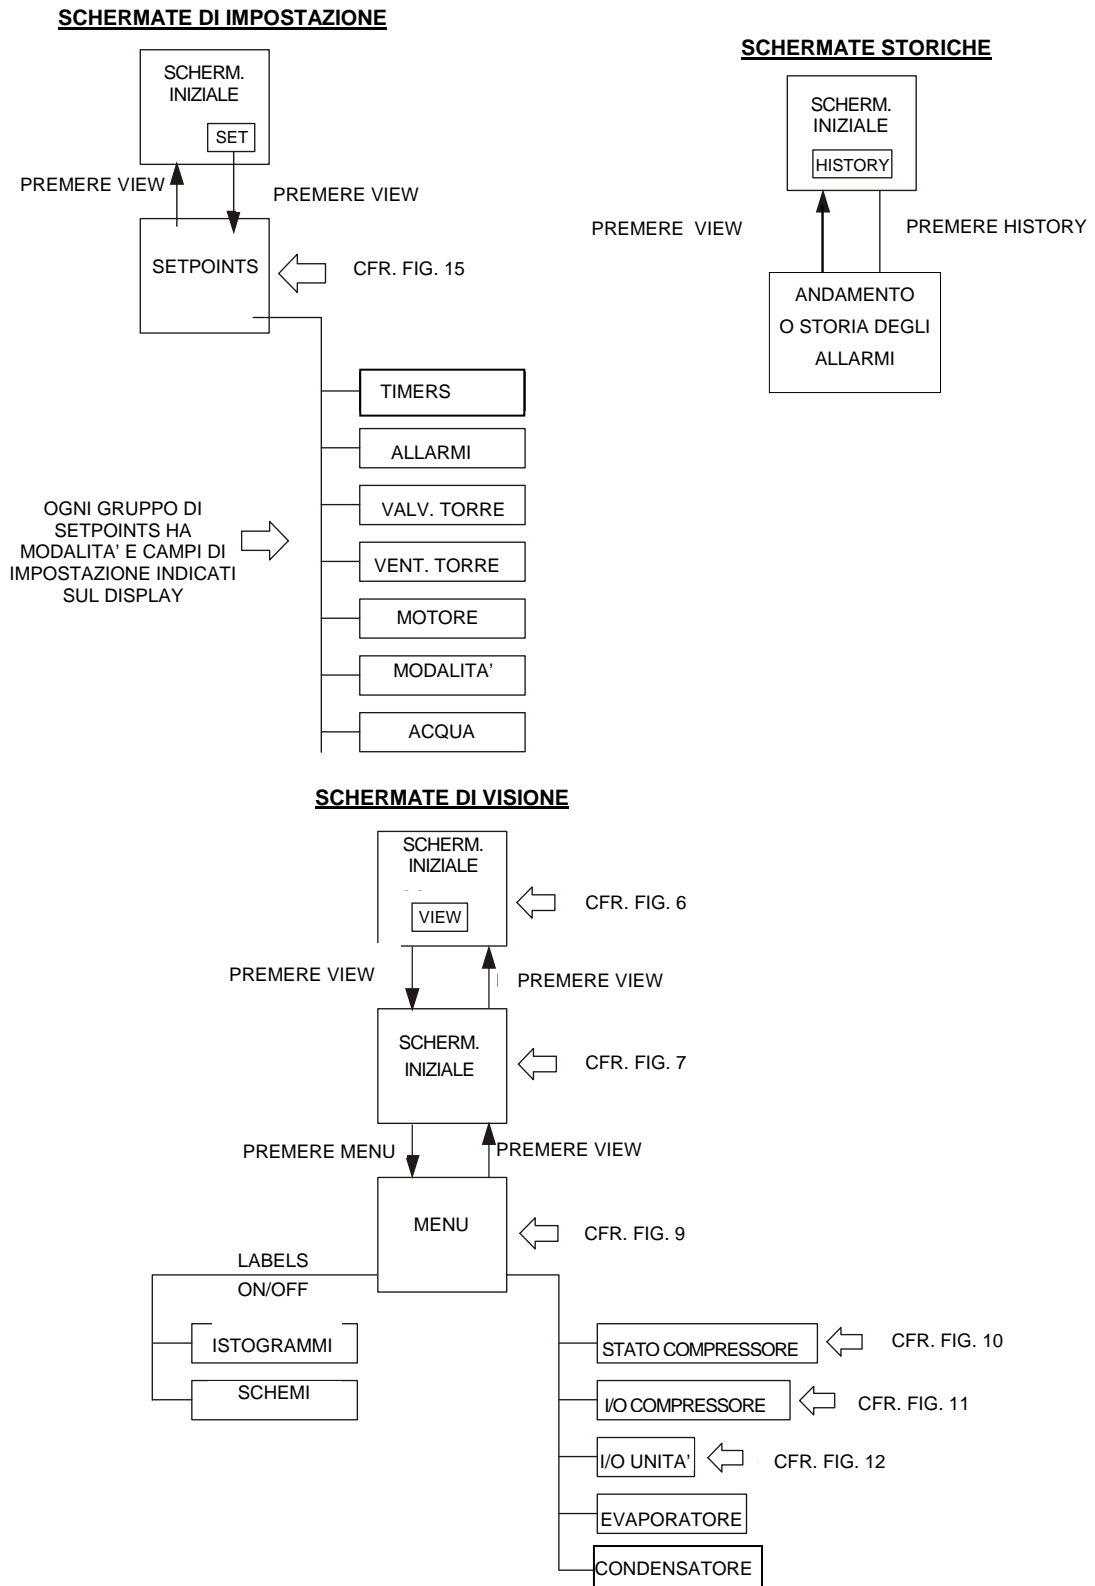 SCHERMATE DI IMPOSTAZIONE
SCHERM.
INIZIALE
SET
PREMERE VIEW
PREMERE VIEW
SETPOINTS
CFR. FIG. 15
TIMERS
ALLARMI
VALV. TORRE
VENT. TORRE
MOTORE
MODALITA'
ACQUA
OGNI GRUPPO DI
SETPOINTS HA
MODALITA' E CAMPI DI
IMPOSTAZIONE INDICATI
SUL DISPLAY
SCHERMATE STORICHE
SCHERM.
INIZIALE
HISTORY
PREMERE VIEW
PREMERE HISTORY
ANDAMENTO
O STORIA DEGLI
ALLARMI
SCHERMATE DI VISIONE
SCHERM.
INIZIALE
VIEW
CFR. FIG. 6
PREMERE VIEW
PREMERE VIEW
SCHERM.
INIZIALE
CFR. FIG. 7
PREMERE MENU
PREMERE VIEW
MENU
CFR. FIG. 9
LABELS
ON/OFF
ISTOGRAMMI
SCHEMI
STATO COMPRESSORE
CFR. FIG. 10
I/O COMPRESSORE
CFR. FIG. 11
I/O UNITA'
CFR. FIG. 12
EVAPORATORE
CONDENSATORE